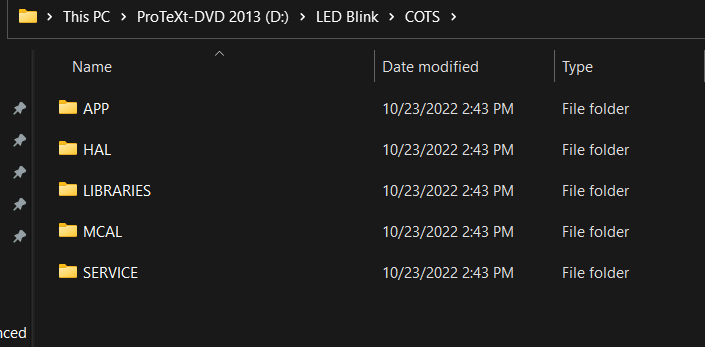 This PC > ProTeXt-DVD 2013 (D:) > LED Blink > COTS >
Name Date modified Type
APP 10/23/2022 2:43 PM File folder
HAL 10/23/2022 2:43 PM File folder
LIBRARIES 10/23/2022 2:43 PM File folder
MCAL 10/23/2022 2:43 PM File folder
SERVICE 10/23/2022 2:43 PM File folder
nced